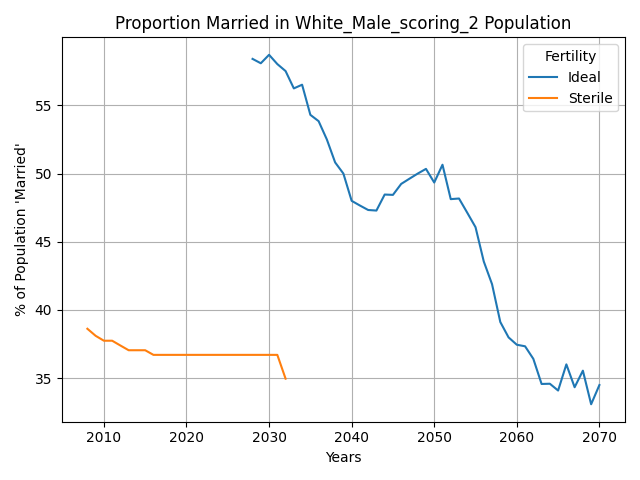 Proportion Married in White_Male_scoring_2 Population
Fertility
Ideal
Sterile
% of Population 'Married'
55
50
45
40
35
2010
2020
2030
2040
2050
2060
2070
Years